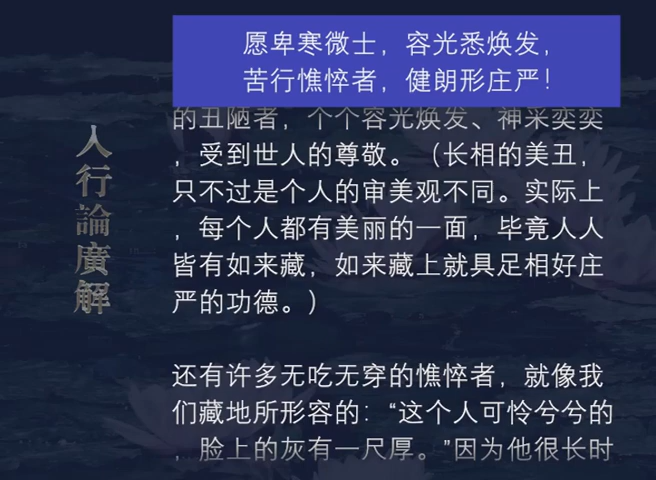 愿卑寒微士，容光悉焕发，
苦行憔悴者，健朗形庄严！
的丑陋者，个个容光焕发、神采奕奕
，受到世人的尊敬。（长相的美丑，
只不过是个人的审美观不同。实际上
，每个人都有美丽的一面，毕竟人人
皆有如来藏，如来藏上就具足相好庄
严的功德。）
还有许多无吃无穿的憔悴者，就像我
们藏地所形容的：“这个人可怜兮兮的
，脸上的灰有一尺厚。”因为他很长时
入行論廣解